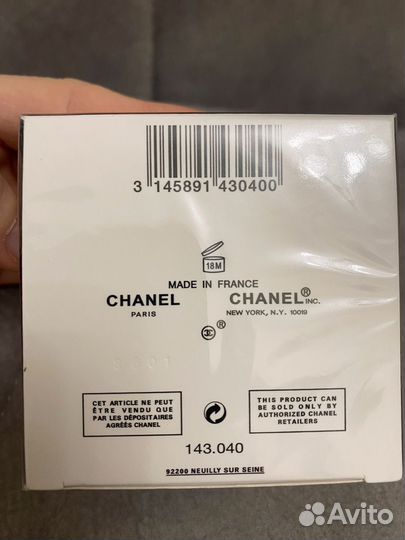 3 145891 430400
18M
MADE IN FRANCE
CHANEL CHANEL® INC.
PARIS NEW YORK, N.Y. 10019
®
CET ARTICLE NE PEUT
ÊTRE VENDU QUE
PAR LES DÉPOSITAIRES
AGRÉÉS CHANEL
THIS PRODUCT CAN
BE SOLD ONLY BY
AUTHORIZED CHANEL
RETAILERS
143.040
92200 NEUILLY SUR SEINE
Avito